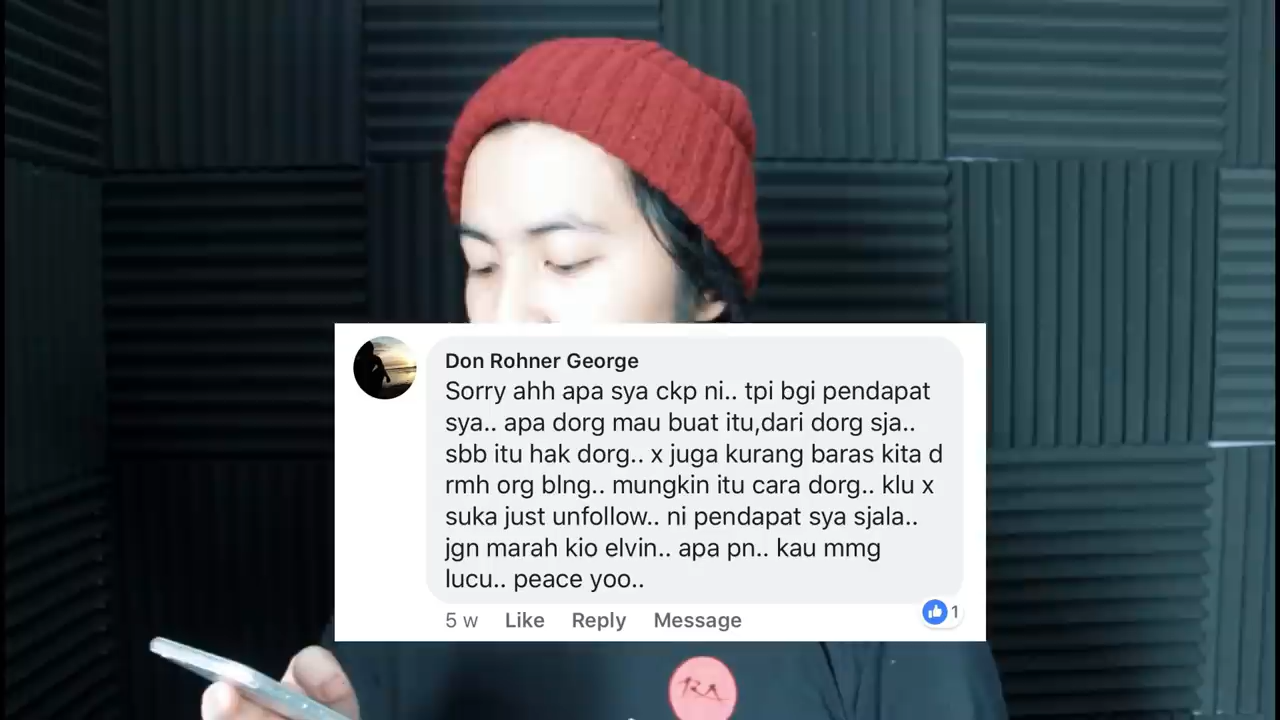 Don Rohner George
Sorry ahh apa sya ckp ni.. tpi bgi pendapat
sya.. apa dorg mau buat itu,dari dorg sja..
sbb itu hak dorg.. x juga kurang baras kita d
rmh org blng.. mungkin itu cara dorg.. klu x
suka just unfollow.. ni pendapat sya sjala..
jgn marah kio elvin.. apa pn.. kau mmg
lucu.. peace yoo..
5 w Like Reply Message 1